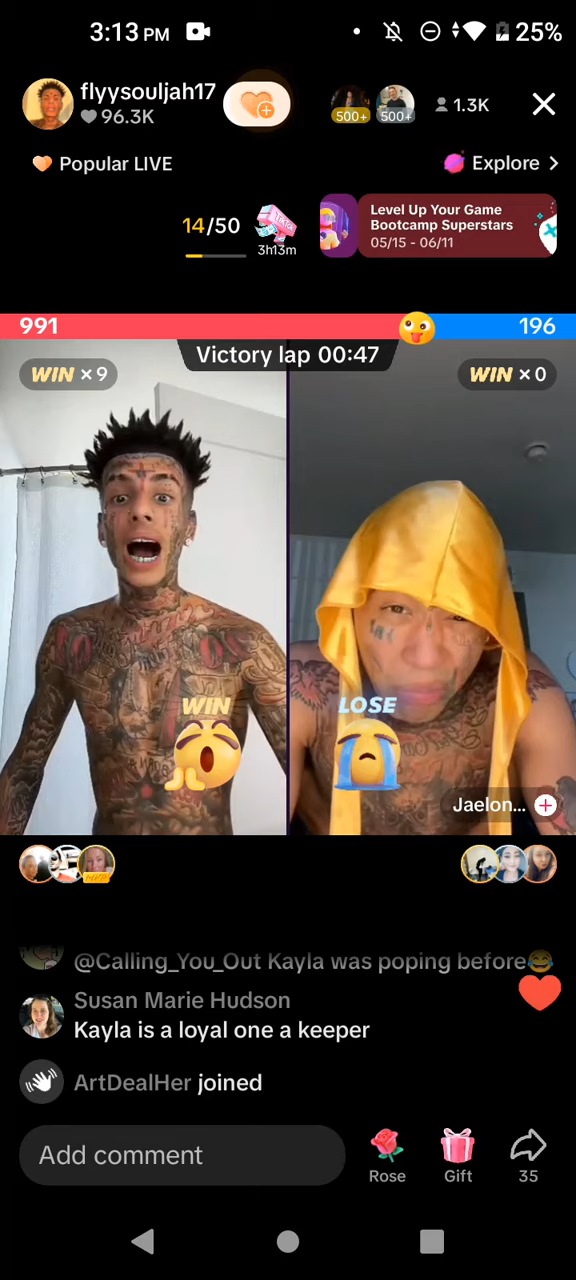 3:13 PM
25%
flyysouljah17
96.3K
500+
500+
1.3K
Popular LIVE
Explore >
14/50
TikTok
3h13m
Level Up Your Game
Bootcamp Superstars
05/15 - 06/11
991
196
Victory lap 00:47
WIN ×9
WIN ×0
WIN
LOSE
Jaelon...
@Calling_You_Out Kayla was poping before😂
Susan Marie Hudson
Kayla is a loyal one a keeper
ArtDealHer joined
Add comment
Rose
Gift
35